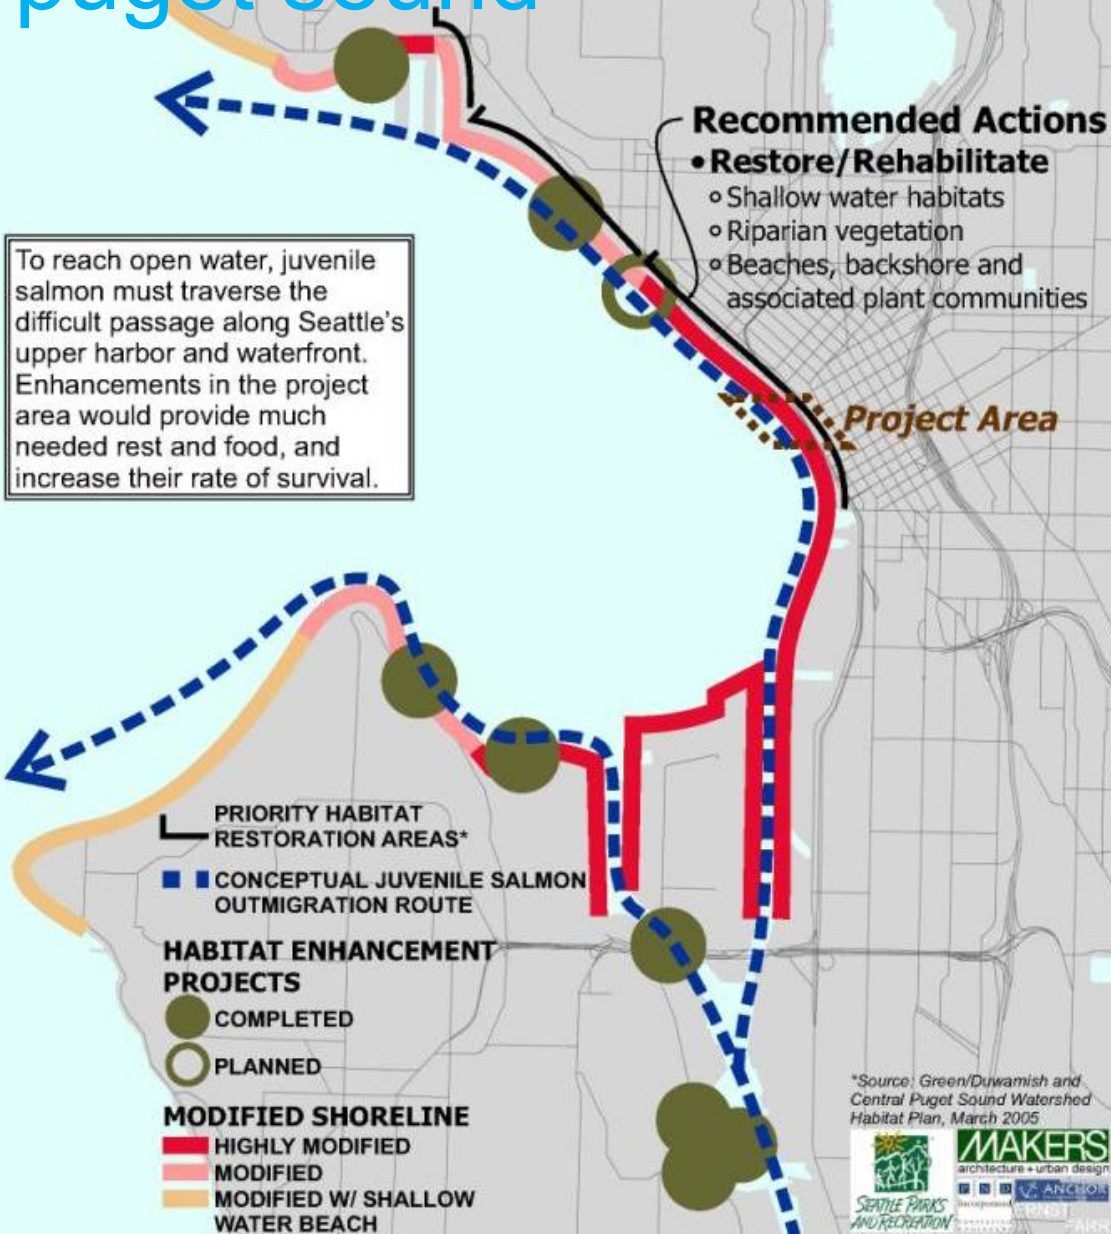 puget sound
Recommended Actions
•Restore/Rehabilitate
∘Shallow water habitats
∘Riparian vegetation
∘Beaches, backshore and
associated plant communities
To reach open water, juvenile
salmon must traverse the
difficult passage along Seattle's
upper harbor and waterfront.
Enhancements in the project
area would provide much
needed rest and food, and
increase their rate of survival.
Project Area
PRIORITY HABITAT
RESTORATION AREAS*
CONCEPTUAL JUVENILE SALMON
OUTMIGRATION ROUTE
HABITAT ENHANCEMENT
PROJECTS
COMPLETED
PLANNED
MODIFIED SHORELINE
HIGHLY MODIFIED
MODIFIED
MODIFIED W/ SHALLOW
WATER BEACH
*Source: Green/Duwamish and
Central Puget Sound Watershed
Habitat Plan, March 2005
SEATTLE PARKS
AND RECREATION
MAKERS
architecture + urban design
P N D
Incorporated
ANCHOR
ERNST
FARR